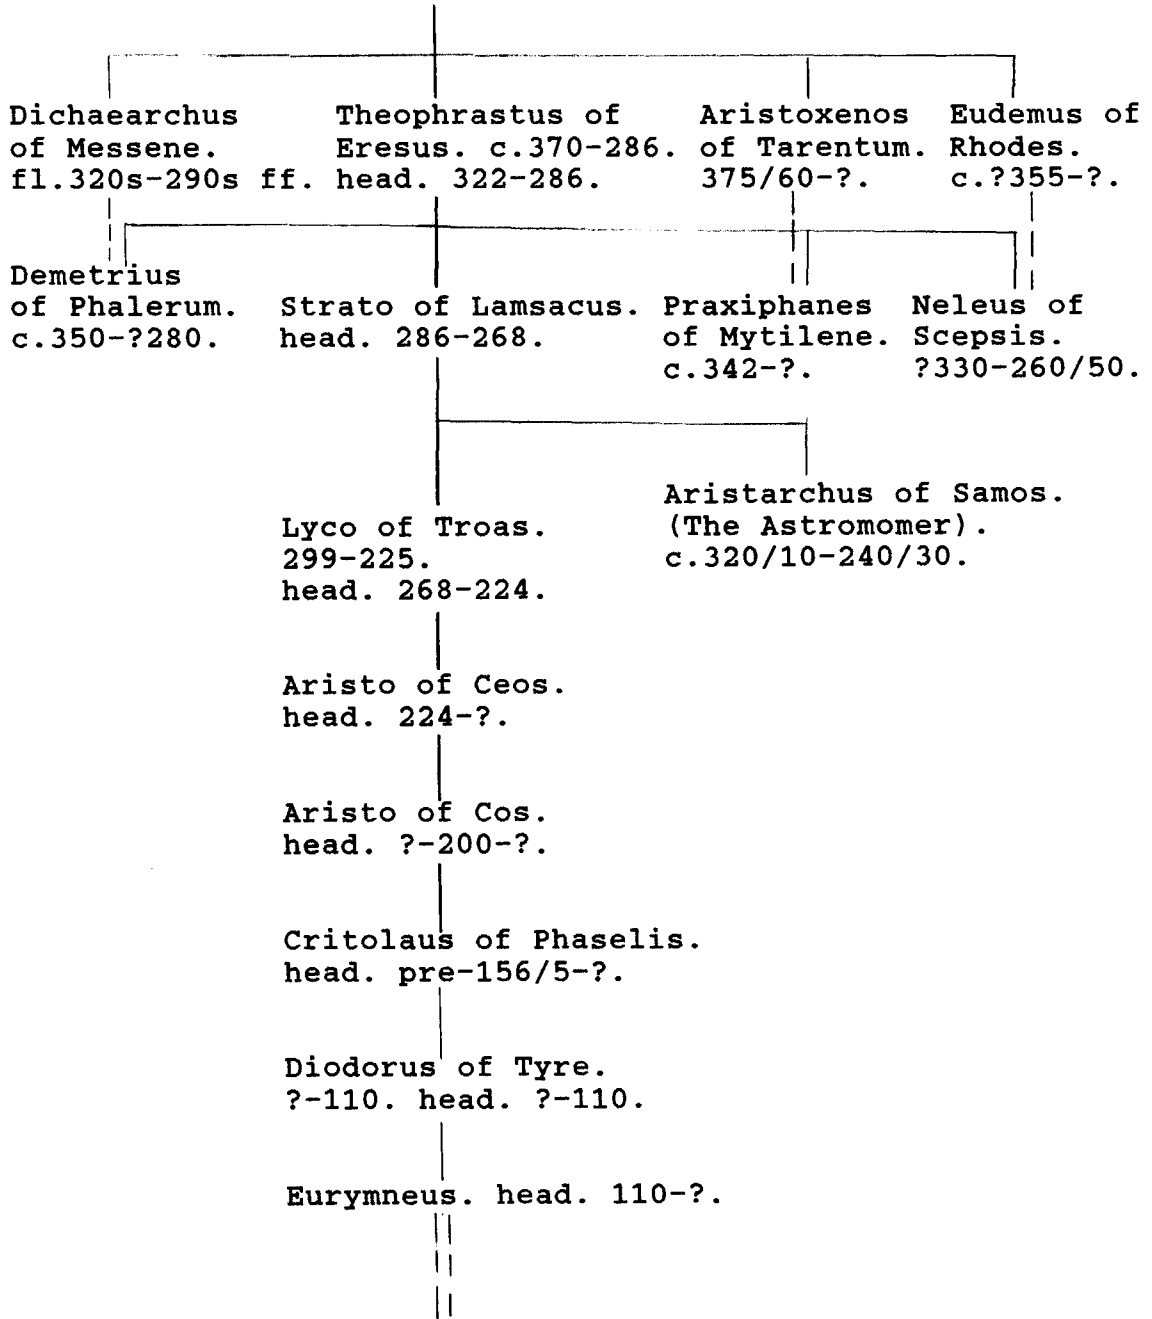 Dichaearchus
of Messene.
fl.320s-290s ff.
Theophrastus of
Eresus. c.370-286.
head. 322-286.
Aristoxenos
of Tarentum.
375/60-?.
Eudemus of
Rhodes.
c.?355-?.
Demetrius
of Phalerum.
c.350-?280.
Strato of Lamsacus.
head. 286-268.
Praxiphanes
of Mytilene.
c.342-?.
Neleus of
Scepsis.
?330-260/50.
Lyco of Troas.
299-225.
head. 268-224.
Aristarchus of Samos.
(The Astromomer).
c.320/10-240/30.
Aristo of Ceos.
head. 224-?.
Aristo of Cos.
head. ?-200-?.
Critolaus of Phaselis.
head. pre-156/5-?.
Diodorus of Tyre.
?-110. head. ?-110.
Eurymneus. head. 110-?.